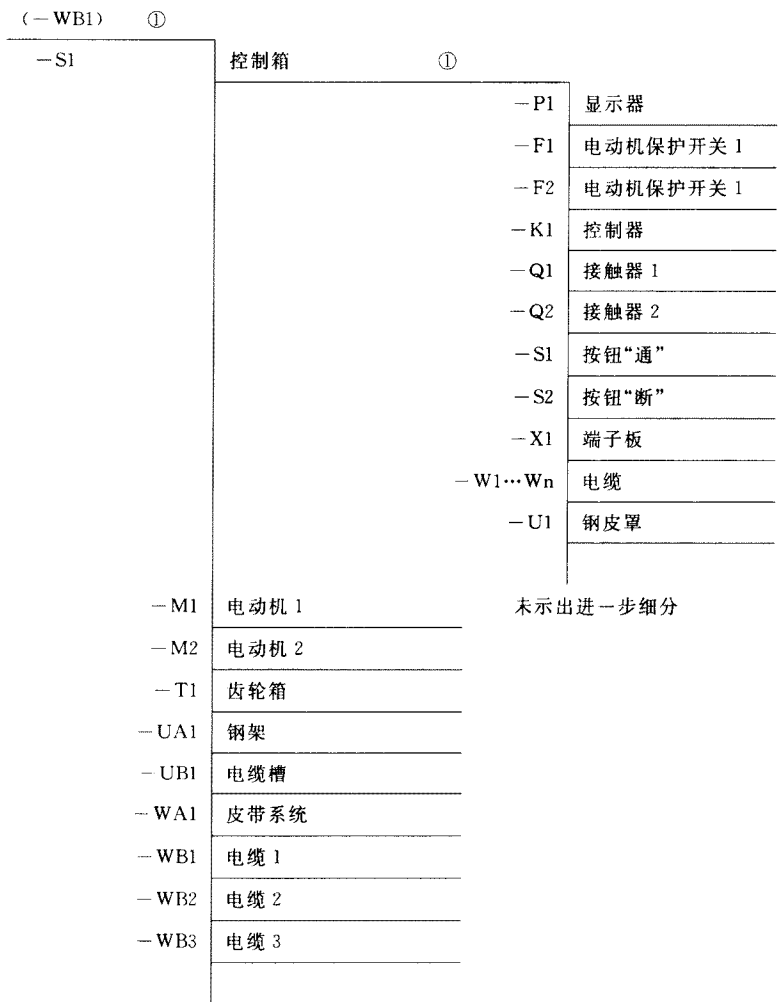 (－WB1) ①
－S1 控制箱 ①
－P1 显示器
－F1 电动机保护开关 1
－F2 电动机保护开关 1
－K1 控制器
－Q1 接触器 1
－Q2 接触器 2
－S1 按钮“通”
－S2 按钮“断”
－X1 端子板
－W1…Wn 电缆
－U1 钢皮罩
－M1 电动机 1 未示出进一步细分
－M2 电动机 2
－T1 齿轮箱
－UA1 钢架
－UB1 电缆槽
－WA1 皮带系统
－WB1 电缆 1
－WB2 电缆 2
－WB3 电缆 3